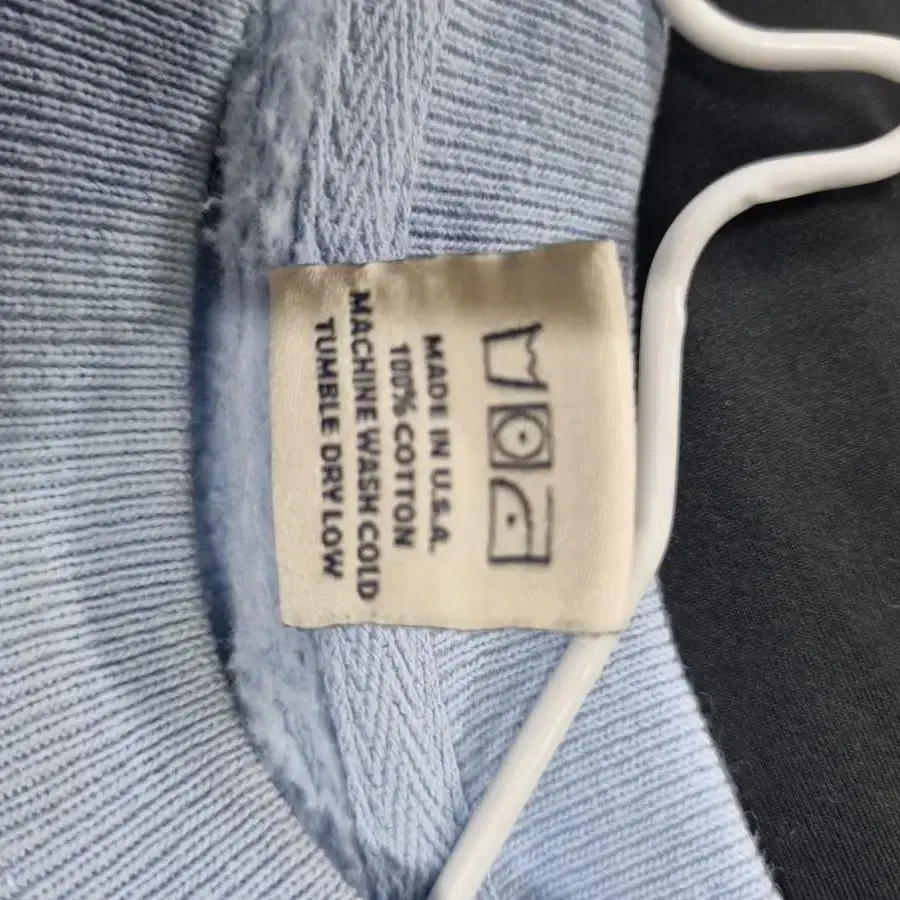 MADE IN U.S.A.
100% COTTON
MACHINE WASH COLD
TUMBLE DRY LOW